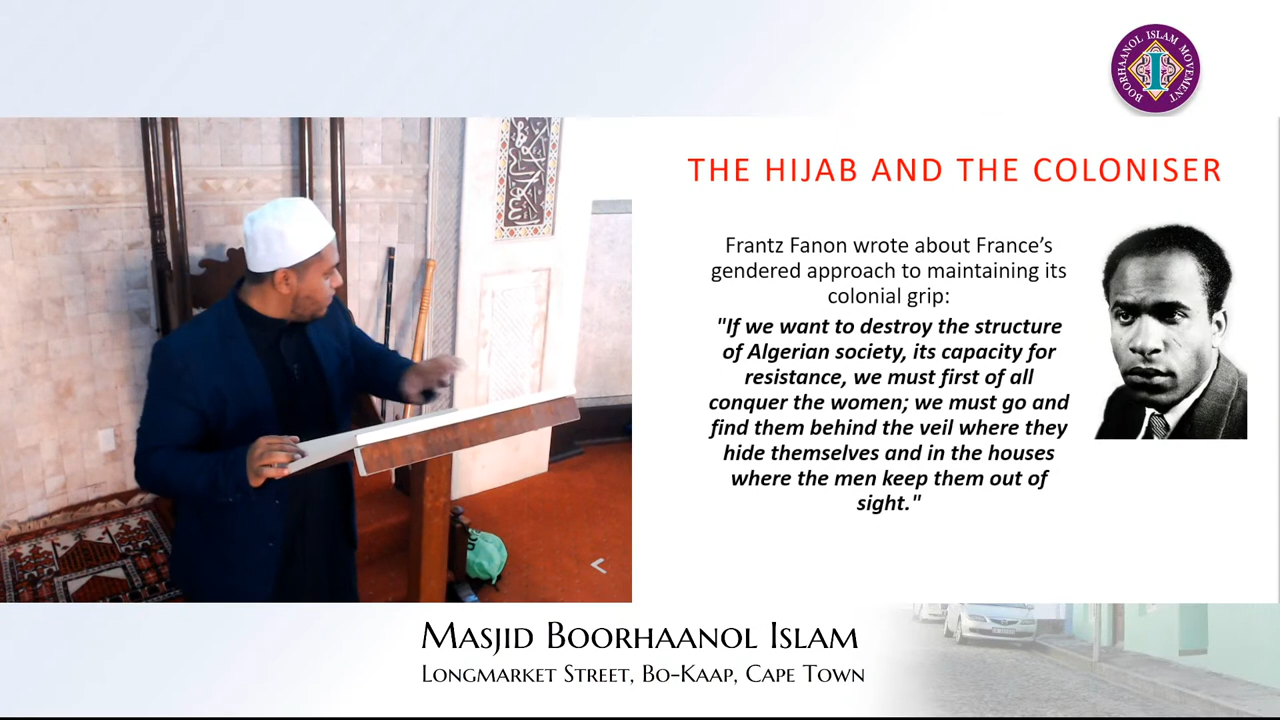 BOORHAANOL ISLAM MOVEMENT
I
THE HIJAB AND THE COLONISER
Frantz Fanon wrote about France’s
gendered approach to maintaining its
colonial grip:
"If we want to destroy the structure
of Algerian society, its capacity for
resistance, we must first of all
conquer the women; we must go and
find them behind the veil where they
hide themselves and in the houses
where the men keep them out of
sight."
Masjid Boorhaanol Islam
Longmarket Street, Bo-Kaap, Cape Town